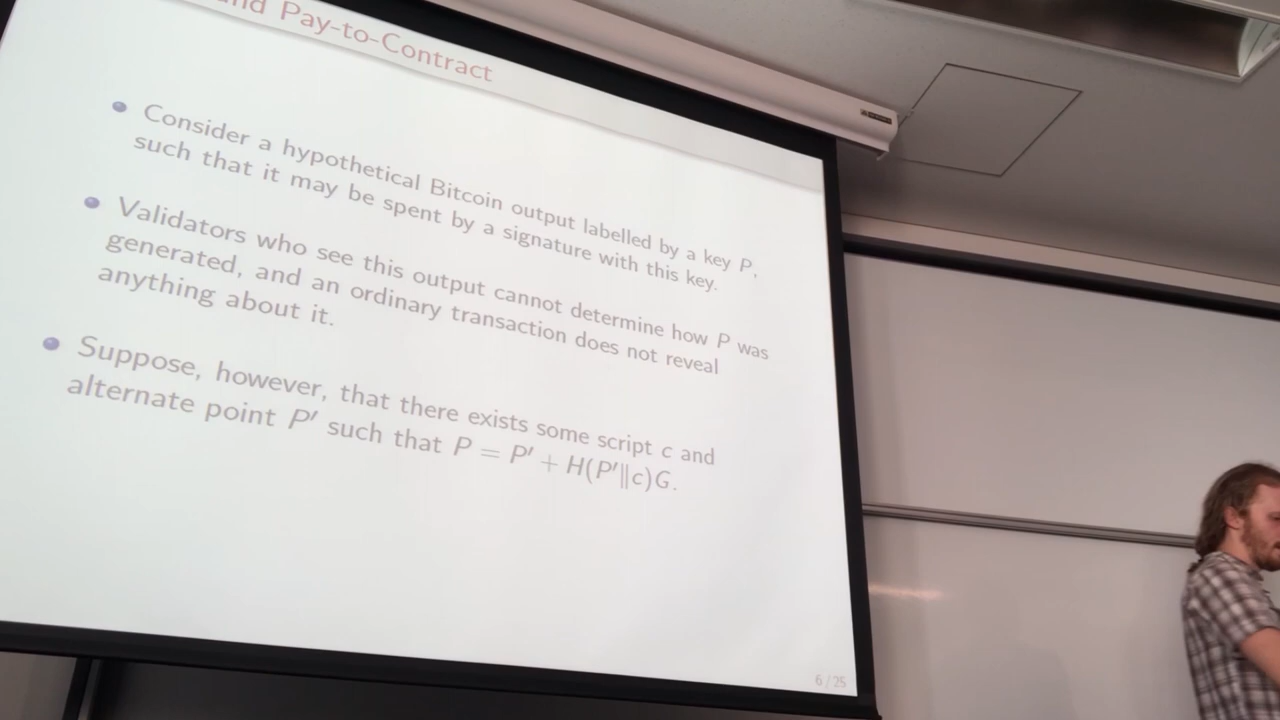 and Pay-to-Contract
Consider a hypothetical Bitcoin output labelled by a key P,
such that it may be spent by a signature with this key.
Validators who see this output cannot determine how P was
generated, and an ordinary transaction does not reveal
anything about it.
Suppose, however, that there exists some script c and
alternate point P′ such that P = P′ + H(P′‖c)G.
6 / 25